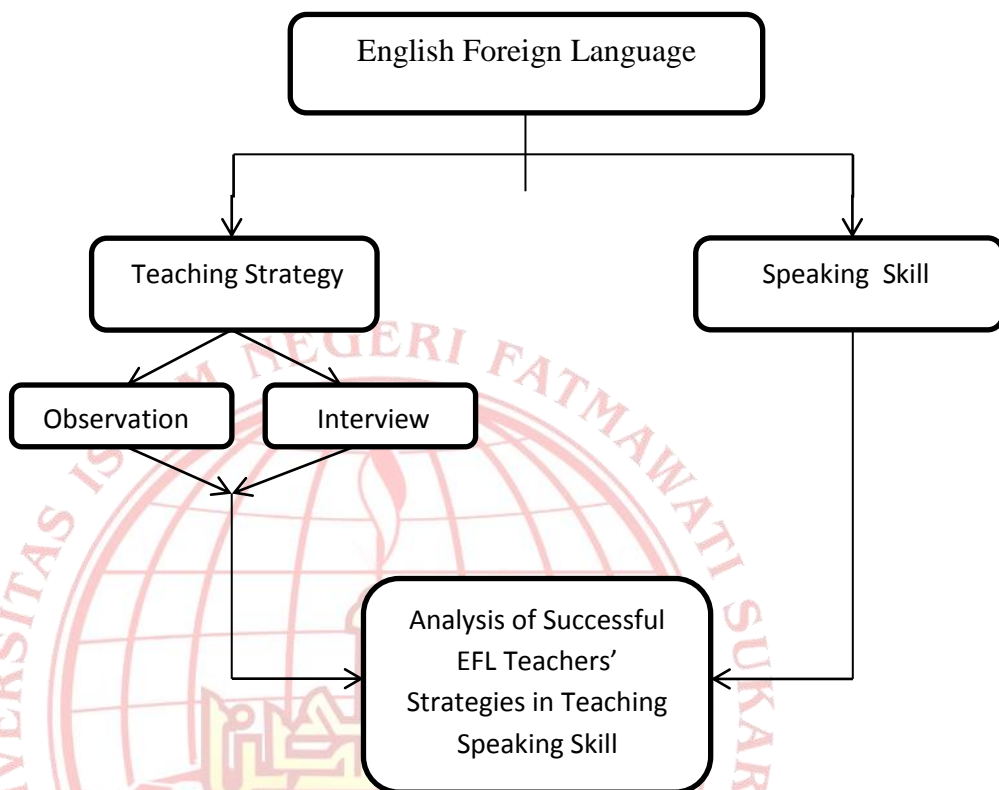 English Foreign Language
Teaching Strategy
Speaking Skill
Observation
Interview
Analysis of Successful
EFL Teachers’
Strategies in Teaching
Speaking Skill
NEGERI FATMAWATI SUKAR